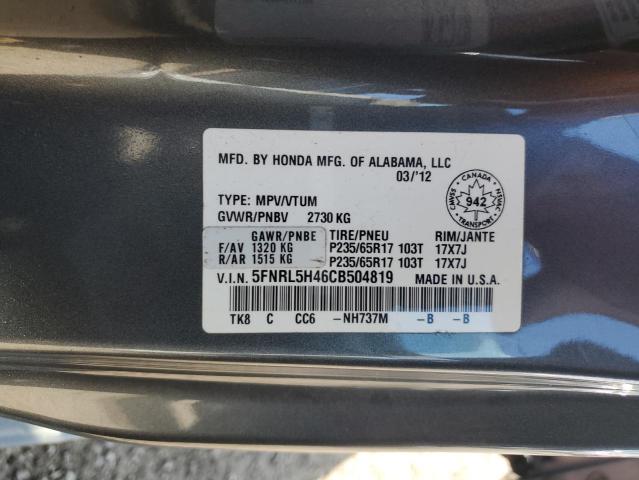 MFD. BY HONDA MFG. OF ALABAMA, LLC
03/'12
TYPE: MPV/VTUM
GVWR/PNBV 2730 KG
CANADA
CMVSS NSVAC
942
TRANSPORT
GAWR/PNBE TIRE/PNEU RIM/JANTE
F/AV 1320 KG P235/65R17 103T 17X7J
R/AR 1515 KG P235/65R17 103T 17X7J
V.I.N. 5FNRL5H46CB504819 MADE IN U.S.A.
TK8 C CC6 -NH737M -B -B